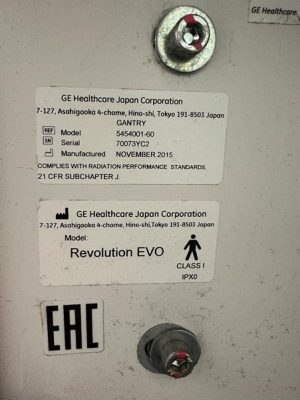 GE Healthcare
GE Healthcare Japan Corporation
7-127, Asahigaoka 4-chome, Hino-shi, Tokyo 191-8503 Japan
GANTRY
REF Model 5454001-60
SN Serial 70073YC2
Manufactured NOVEMBER 2015
COMPLIES WITH RADIATION PERFORMANCE STANDARDS,
21 CFR SUBCHAPTER J
GE Healthcare Japan Corporation
7-127, Asahigaoka 4-chome, Hino-shi, Tokyo 191-8503 Japan
Model:
Revolution EVO
CLASS I
IPX0
EAC